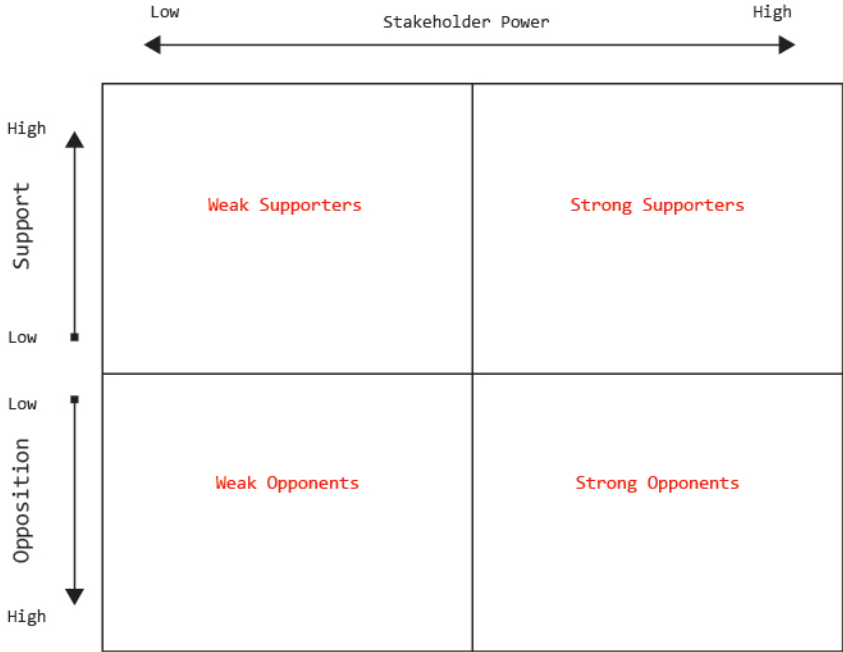 Low
Stakeholder Power
High
High
Support
Low
Weak Supporters
Strong Supporters
Low
Opposition
High
Weak Opponents
Strong Opponents